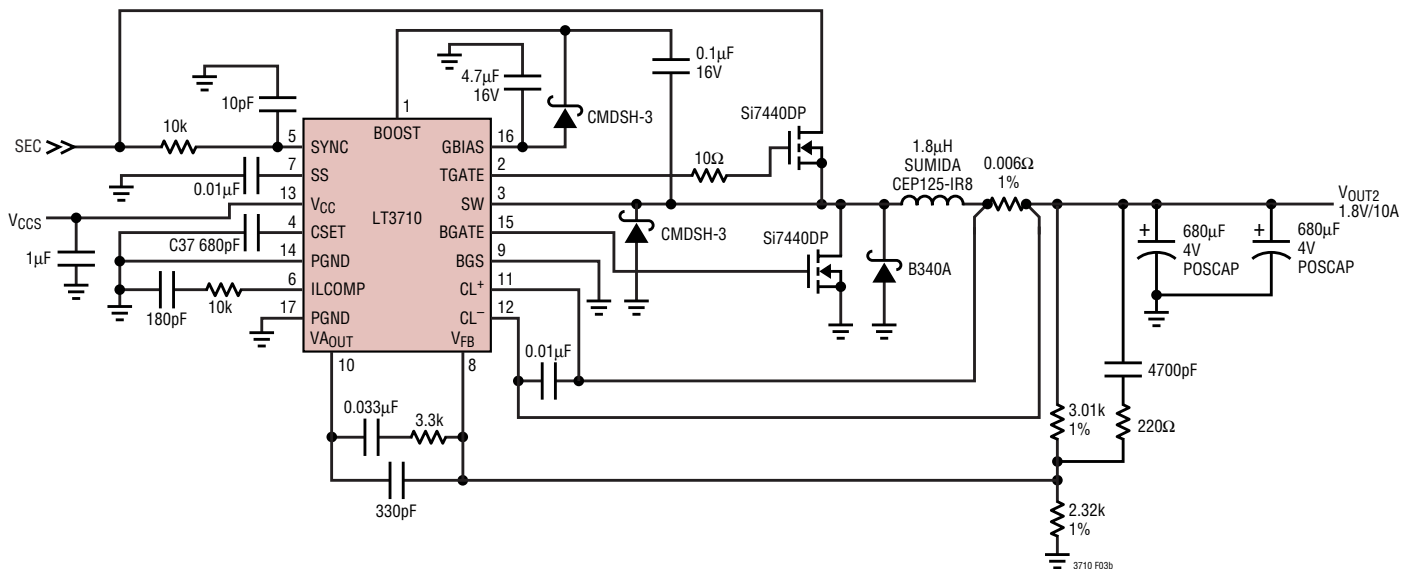 0.1µF
16V
4.7µF
16V
10pF
1
CMDSH-3
Si7440DP
BOOST
SEC
10k
5
SYNC
GBIAS
16
7
SS
TGATE
2
10Ω
1.8µH
SUMIDA
CEP125-IR8
0.006Ω
1%
0.01µF
13
VCC
LT3710
SW
3
VOUT2
1.8V/10A
VCCS
4
CSET
BGATE
15
CMDSH-3
Si7440DP
B340A
+
680µF
4V
POSCAP
+
680µF
4V
POSCAP
1µF
C37 680pF
14
PGND
BGS
9
6
ILCOMP
CL+
11
180pF
10k
17
PGND
CL–
12
VAOUT
VFB
10
8
0.01µF
4700pF
0.033µF
3.3k
3.01k
1%
220Ω
330pF
2.32k
1%
3710 F03b